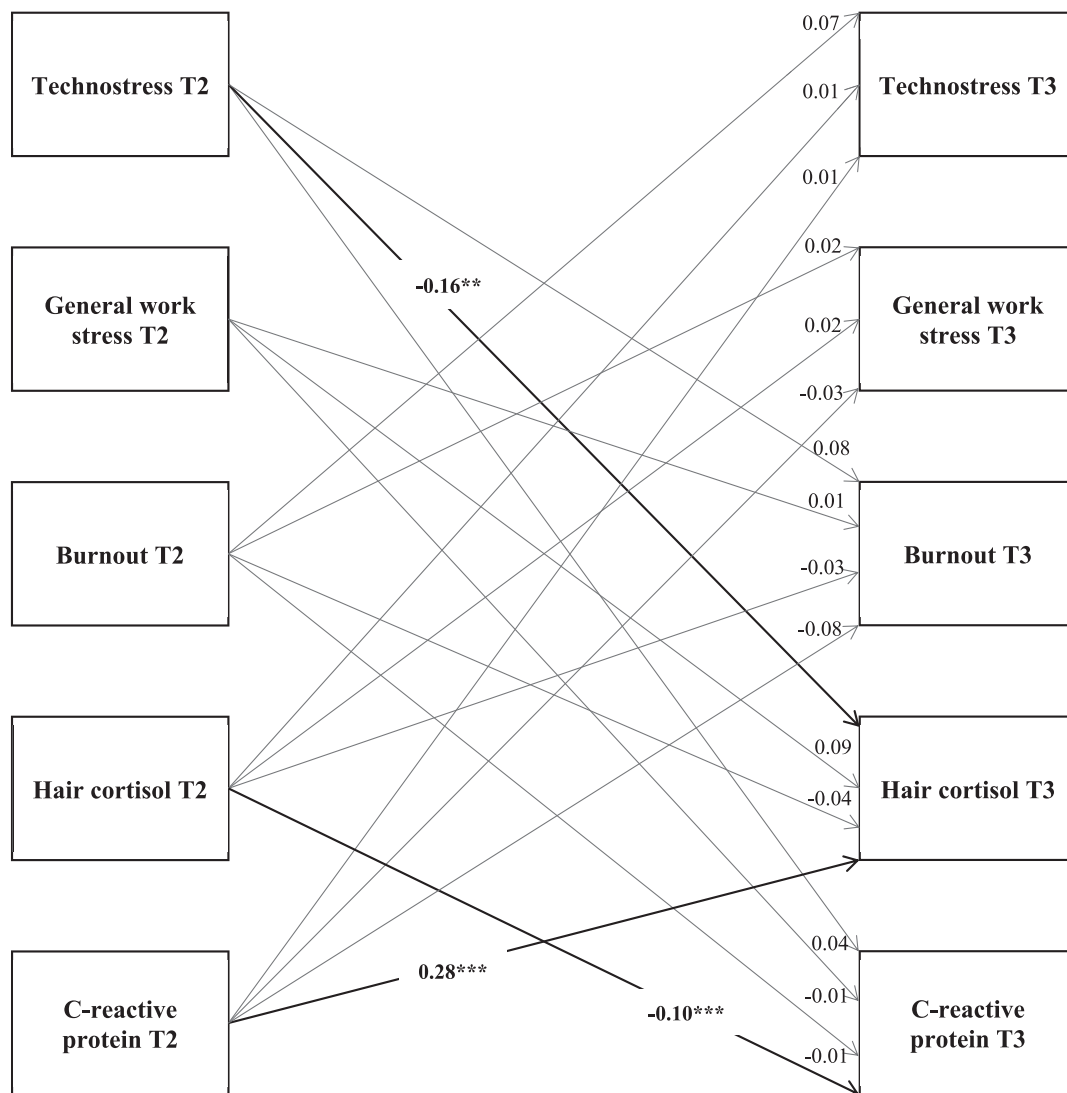 Technostress T2
General work
stress T2
Burnout T2
Hair cortisol T2
C-reactive
protein T2
-0.16**
0.28***
-0.10***
0.07
0.01
0.01
0.02
0.02
-0.03
0.08
0.01
-0.03
-0.08
0.09
-0.04
0.04
-0.01
-0.01
Technostress T3
General work
stress T3
Burnout T3
Hair cortisol T3
C-reactive
protein T3